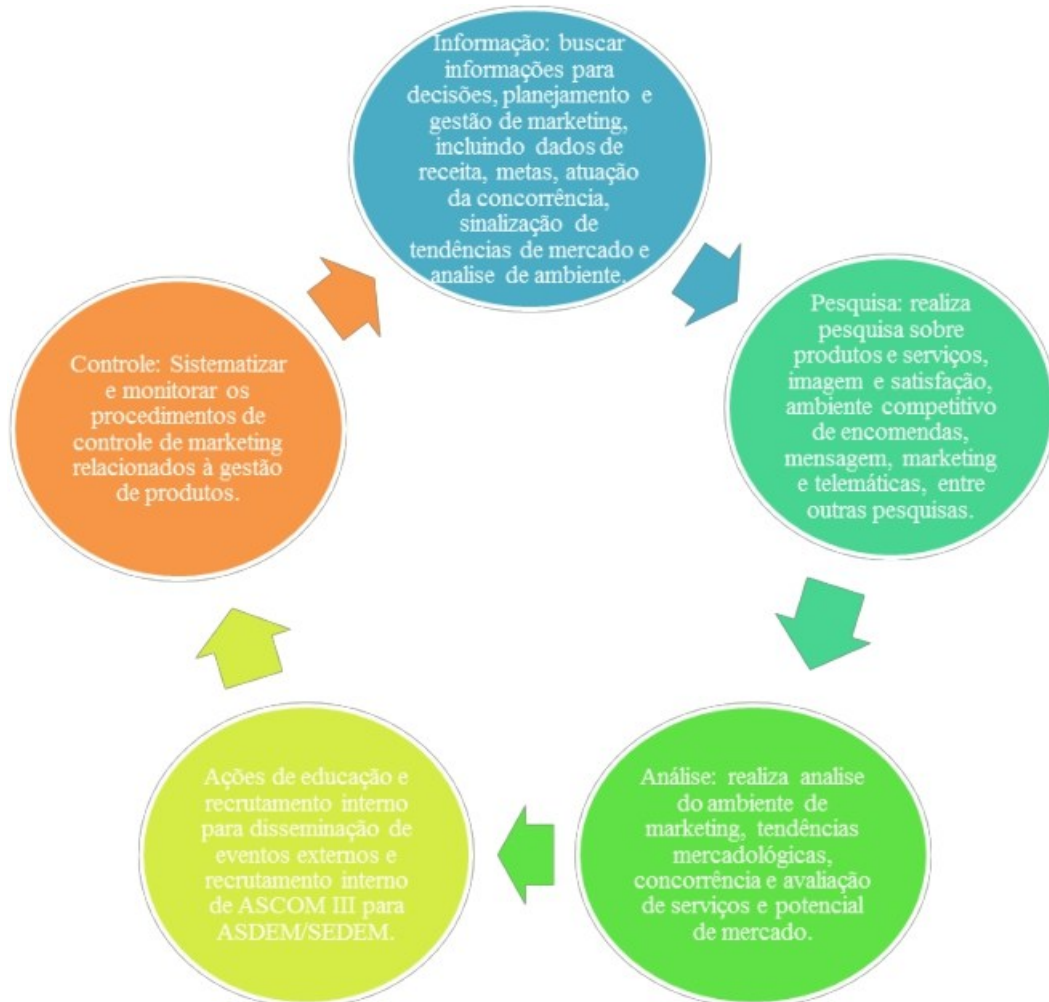 Informação: buscar
informações para
decisões, planejamento e
gestão de marketing,
incluindo dados de
receita, metas, atuação
da concorrência,
sinalização de
tendências de mercado e
analise de ambiente.
Pesquisa: realiza
pesquisa sobre
produtos e serviços,
imagem e satisfação,
ambiente competitivo
de encomendas,
mensagem, marketing
e telemáticas, entre
outras pesquisas.
Análise: realiza analise
do ambiente de
marketing, tendências
mercadológicas,
concorrência e avaliação
de serviços e potencial
de mercado.
Ações de educação e
recrutamento interno
para disseminação de
eventos externos e
recrutamento interno
de ASCOM III para
ASDEM/SEDEM.
Controle: Sistematizar
e monitorar os
procedimentos de
controle de marketing
relacionados à gestão
de produtos.